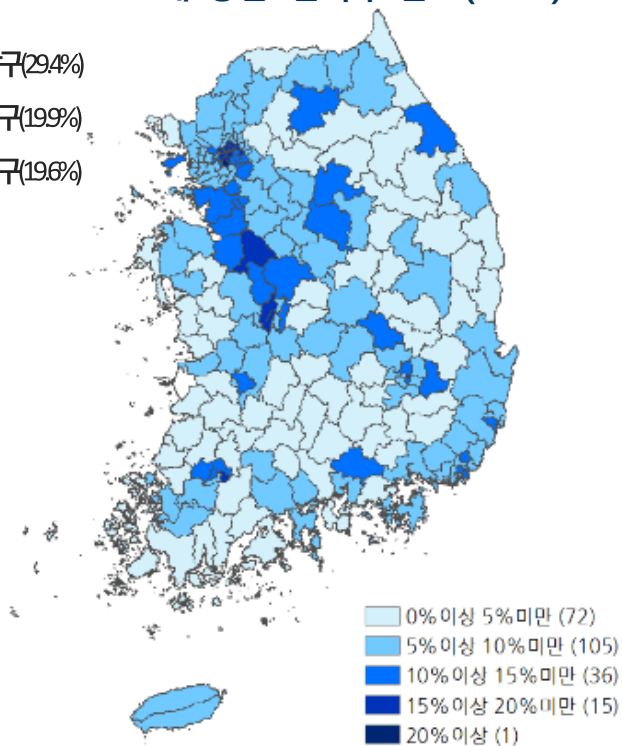 구(29.4%)
구(19.9%)
구(19.6%)
0%이상 5%미만 (72)
5%이상 10%미만 (105)
10%이상 15%미만 (36)
15%이상 20%미만 (15)
20%이상 (1)